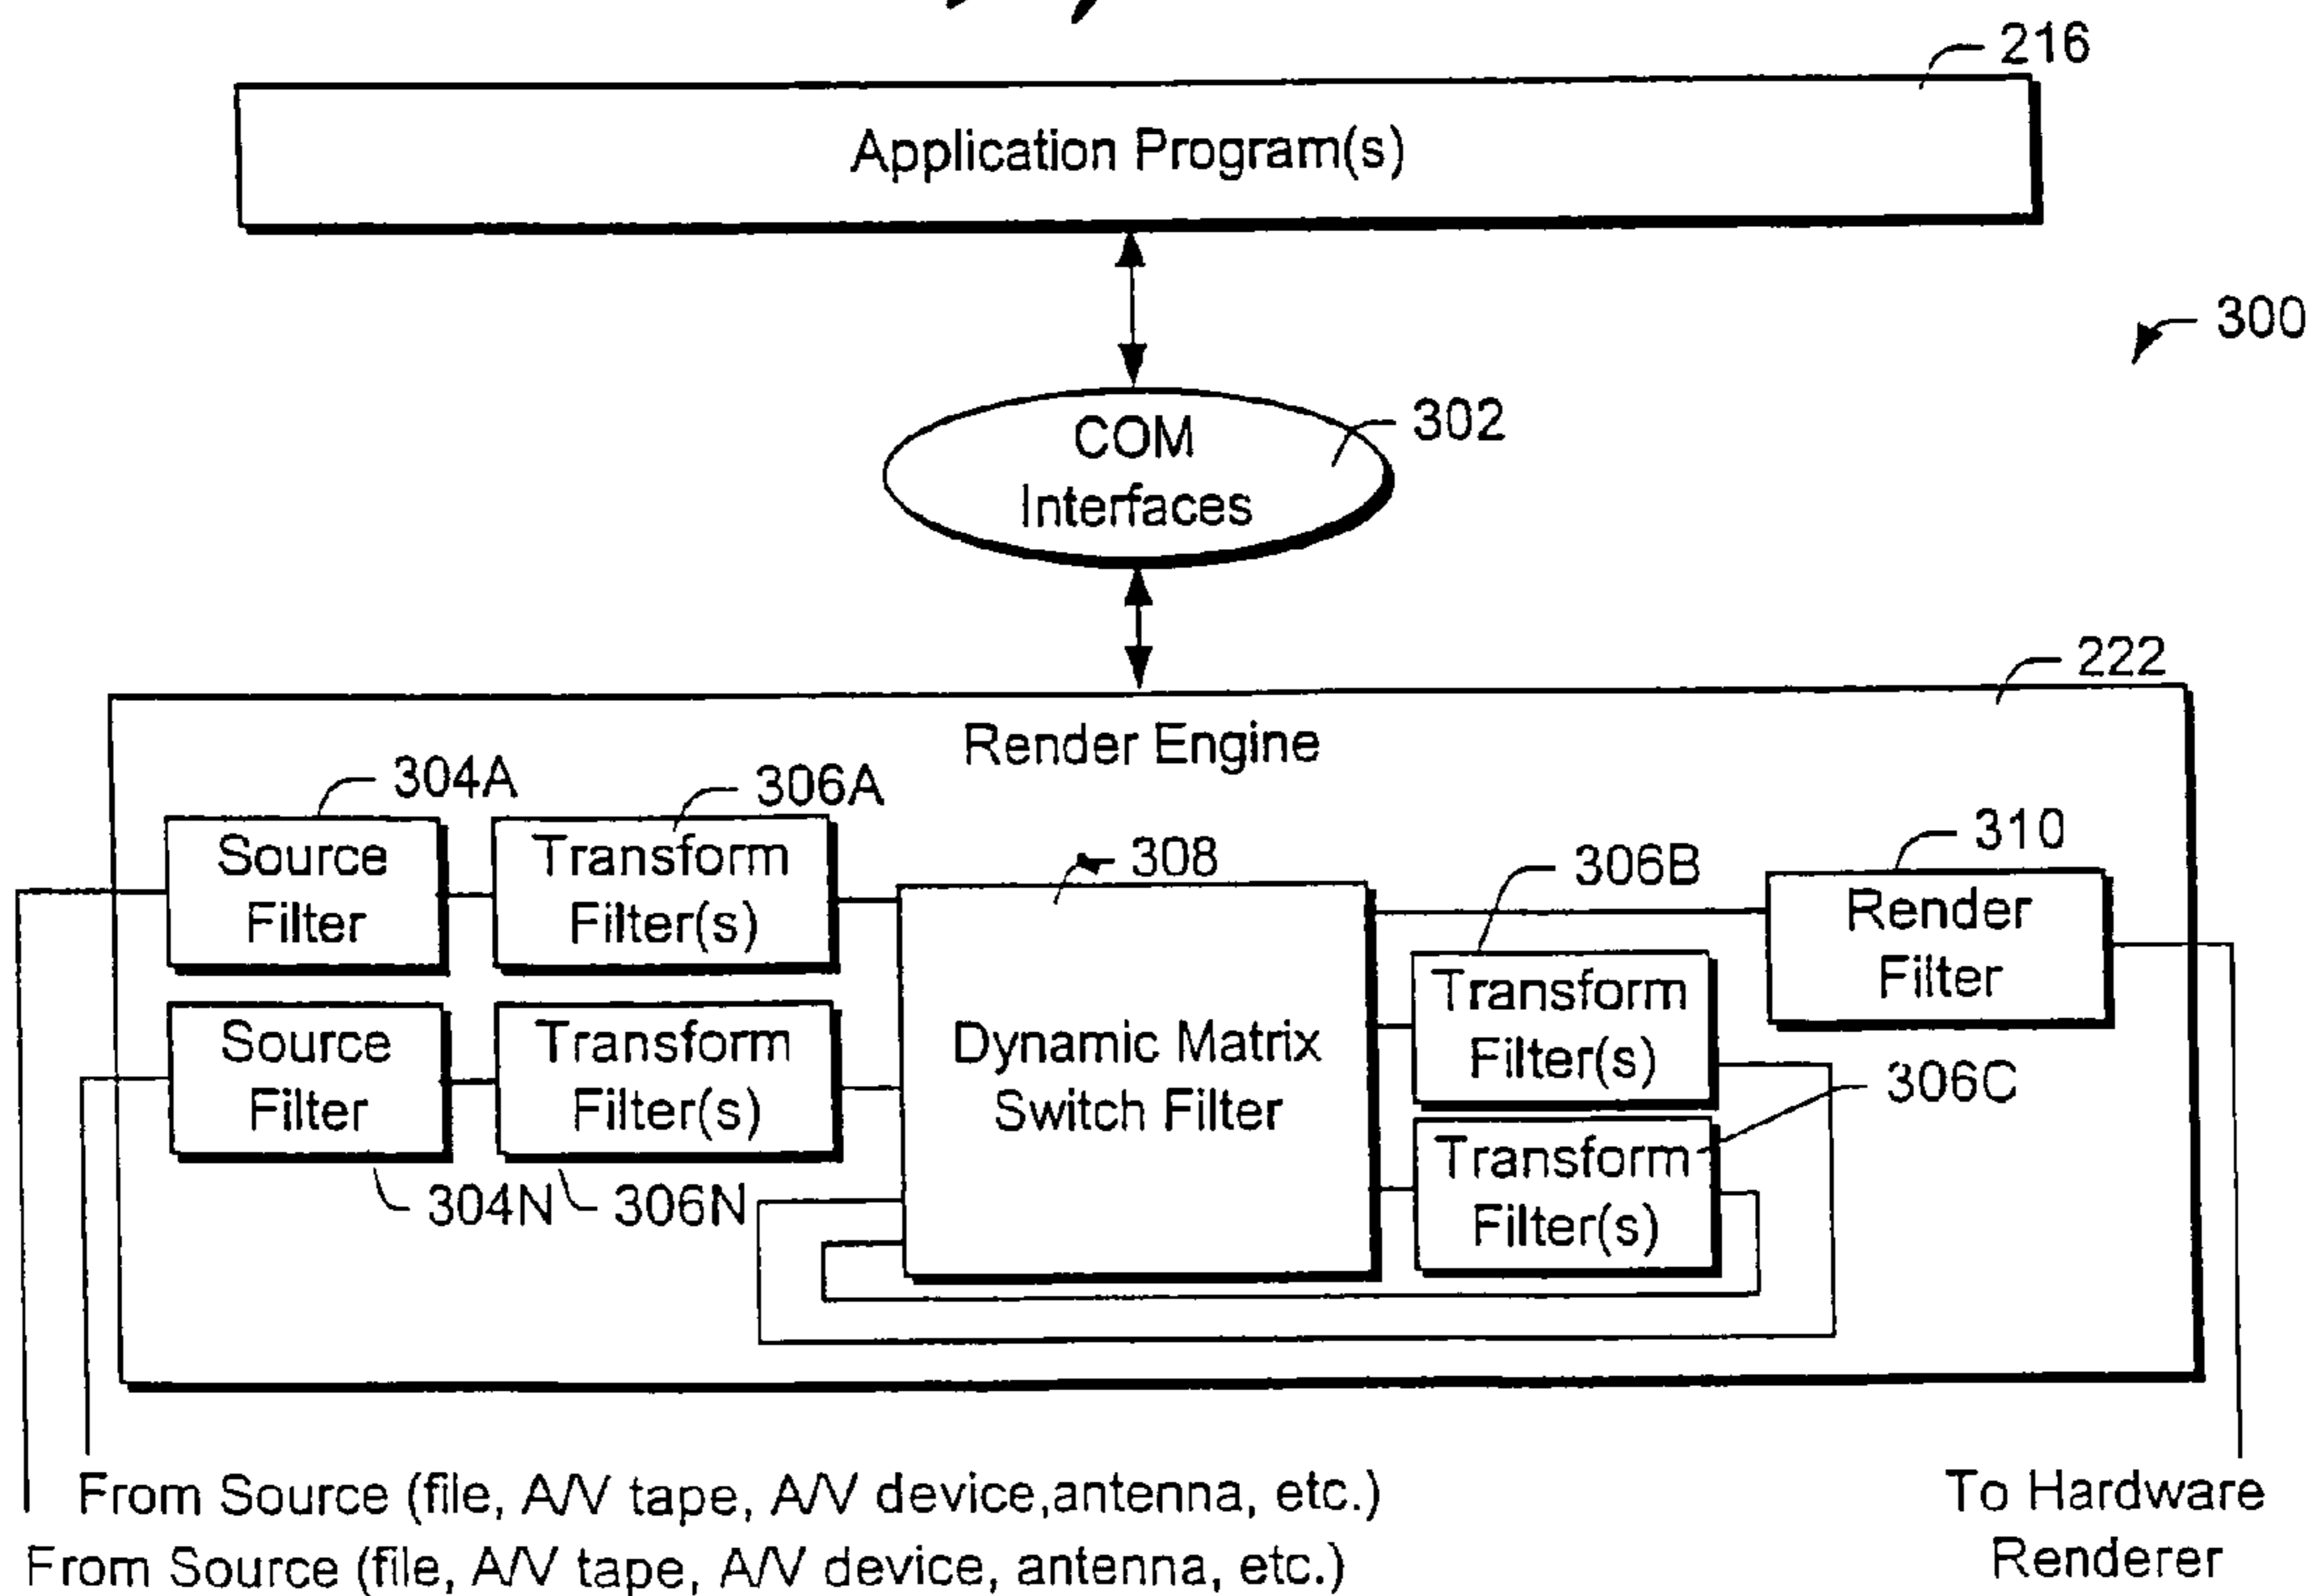 216
Application Program(s)
300
COM
Interfaces
302
222
Render Engine
304A
306A
Source
Filter
Transform
Filter(s)
308
306B
310
Render
Filter
Source
Filter
Transform
Filter(s)
Dynamic Matrix
Switch Filter
Transform
Filter(s)
306C
Transform
Filter(s)
304N
306N
From Source (file, A/V tape, A/V device,antenna, etc.)
From Source (file, A/V tape, A/V device, antenna, etc.)
To Hardware
Renderer